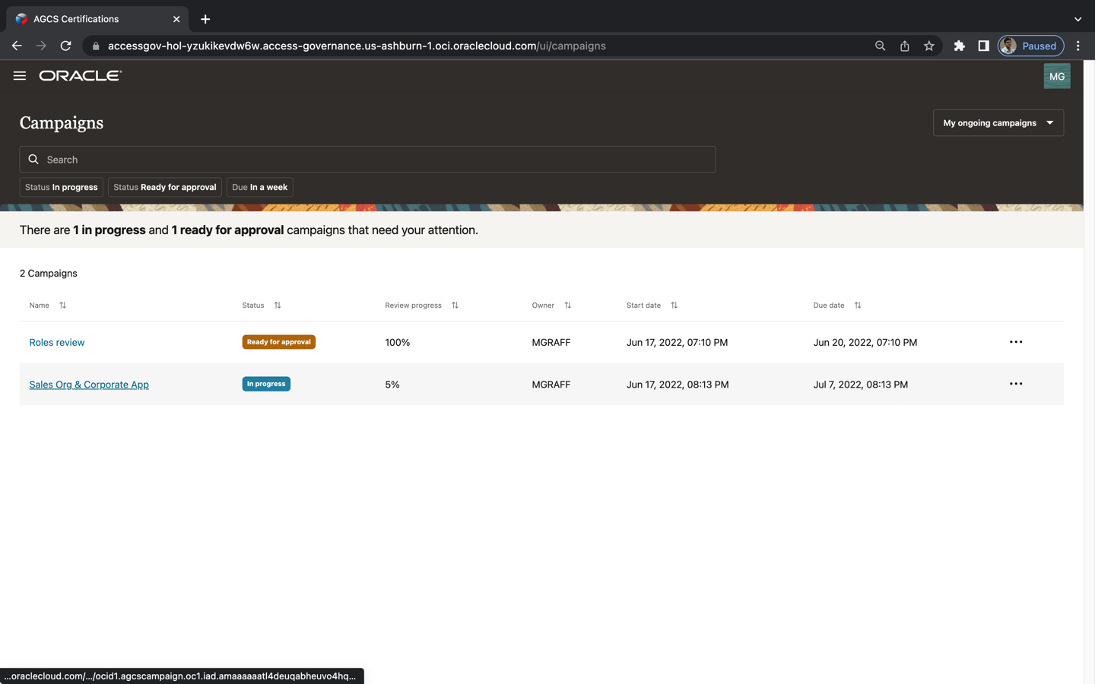 AGCS Certifications
accessgov-hol-yzukikevdw6w.access-governance.us-ashburn-1.oci.oraclecloud.com/ui/campaigns
Paused
ORACLE
MG
Campaigns
My ongoing campaigns
Search
Status In progress
Status Ready for approval
Due In a week
There are 1 in progress and 1 ready for approval campaigns that need your attention.
2 Campaigns
Name Status Review progress Owner Start date Due date
Roles review Ready for approval 100% MGRAFF Jun 17, 2022, 07:10 PM Jun 20, 2022, 07:10 PM
Sales Org & Corporate App In progress 5% MGRAFF Jun 17, 2022, 08:13 PM Jul 7, 2022, 08:13 PM
...oraclecloud.com/.../ocid1.agcscampaign.oc1.iad.amaaaaaatl4deuqabheuvo4hq...